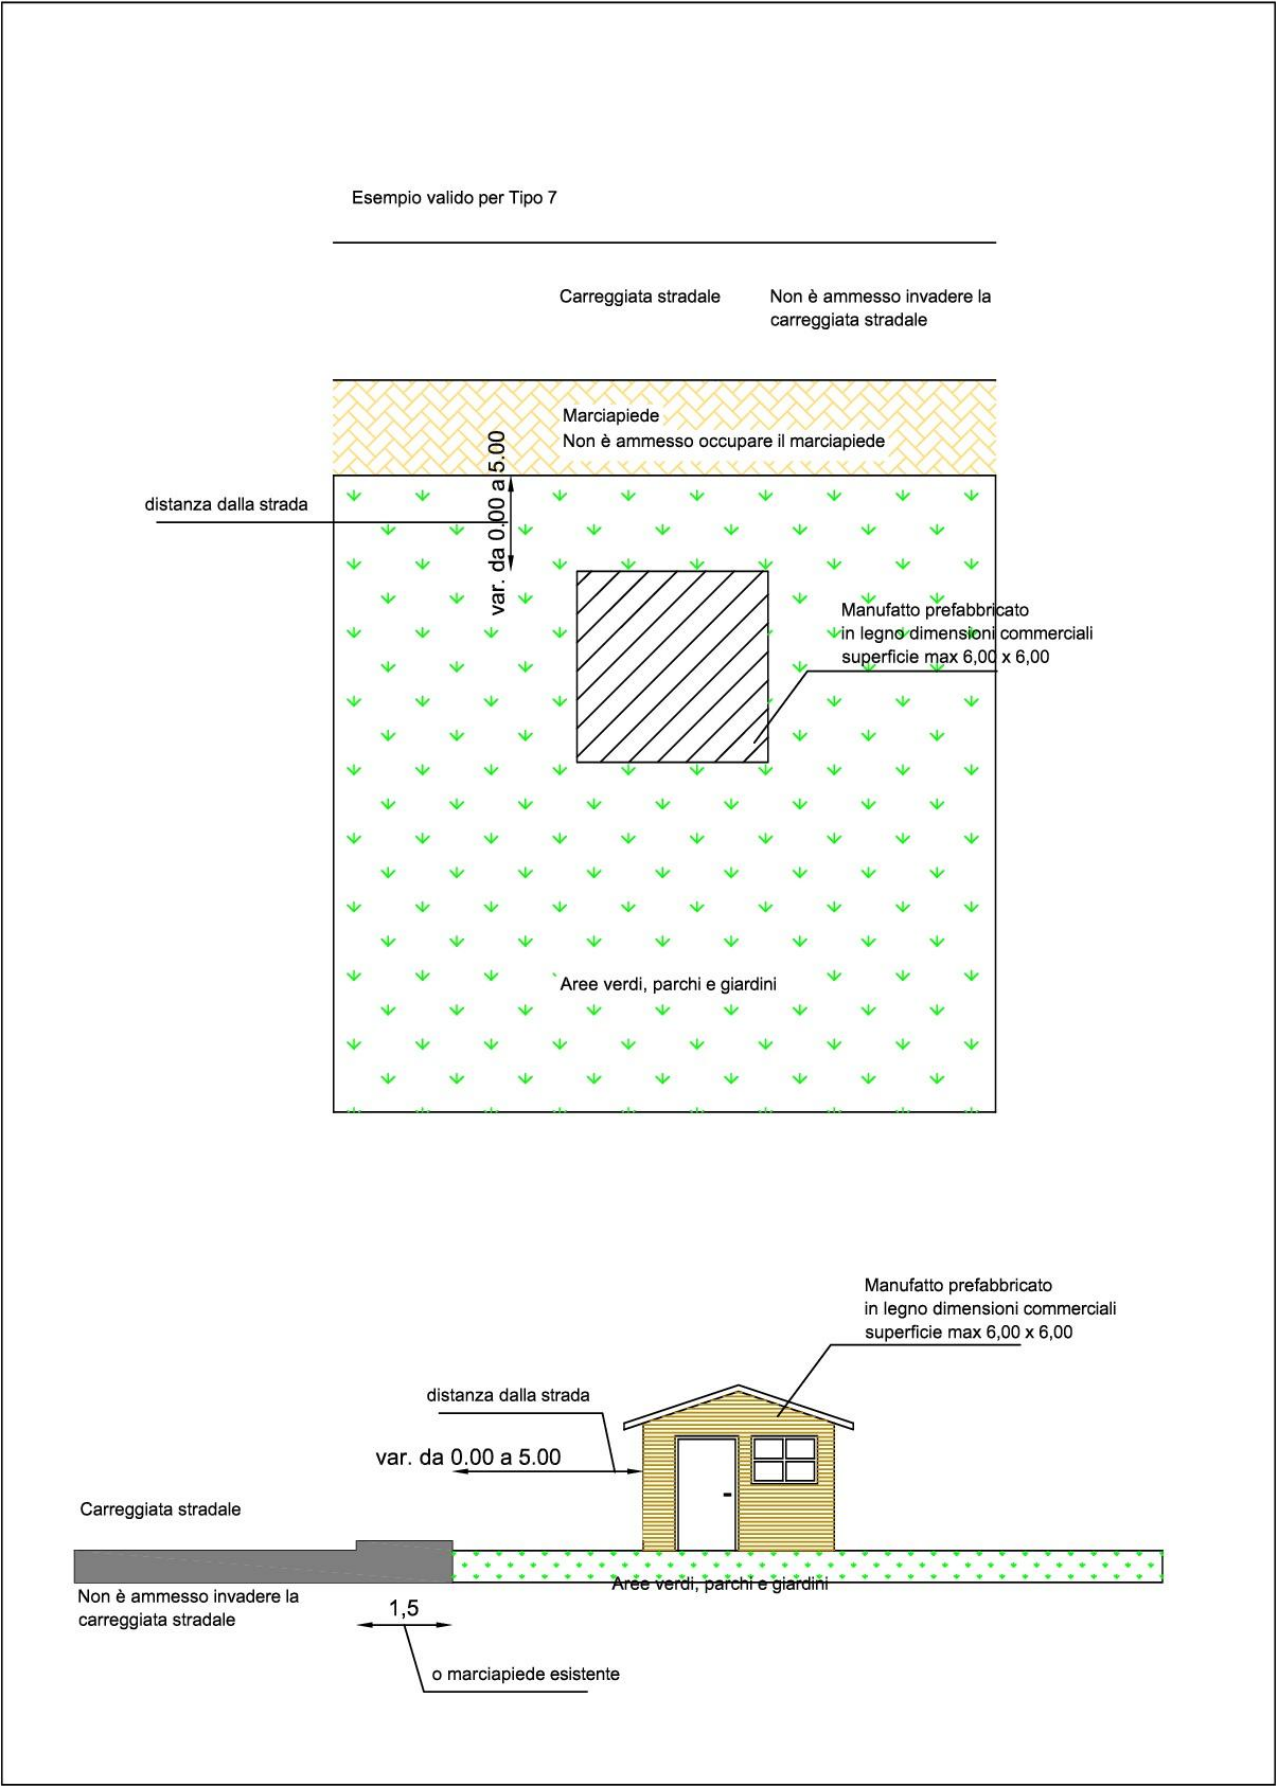 Esempio valido per Tipo 7
Carreggiata stradale
Non è ammesso invadere la
carreggiata stradale
Marciapiede
Non è ammesso occupare il marciapiede
distanza dalla strada
var. da 0.00 a 5.00
Manufatto prefabbricato
in legno dimensioni commerciali
superficie max 6,00 x 6,00
Aree verdi, parchi e giardini
Manufatto prefabbricato
in legno dimensioni commerciali
superficie max 6,00 x 6,00
distanza dalla strada
var. da 0.00 a 5.00
Carreggiata stradale
Non è ammesso invadere la
carreggiata stradale
Aree verdi, parchi e giardini
1,5
o marciapiede esistente